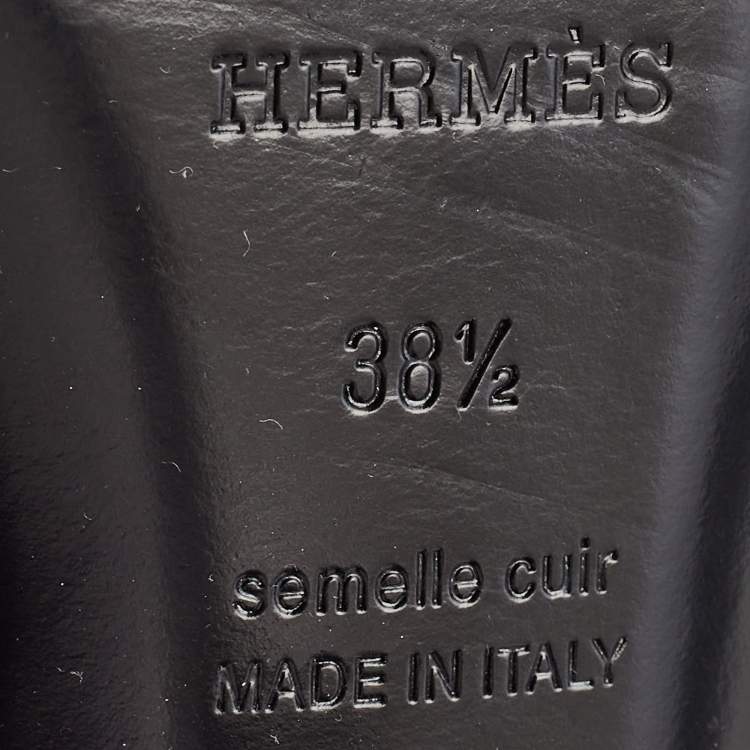 HERMÈS
38½
semelle cuir
MADE IN ITALY